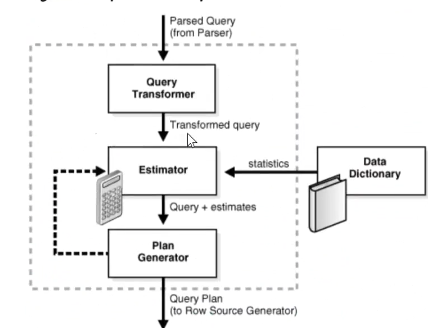 Parsed Query
(from Parser)
Query
Transformer
Transformed query
Estimator
statistics
Data
Dictionary
Query + estimates
Plan
Generator
Query Plan
(to Row Source Generator)